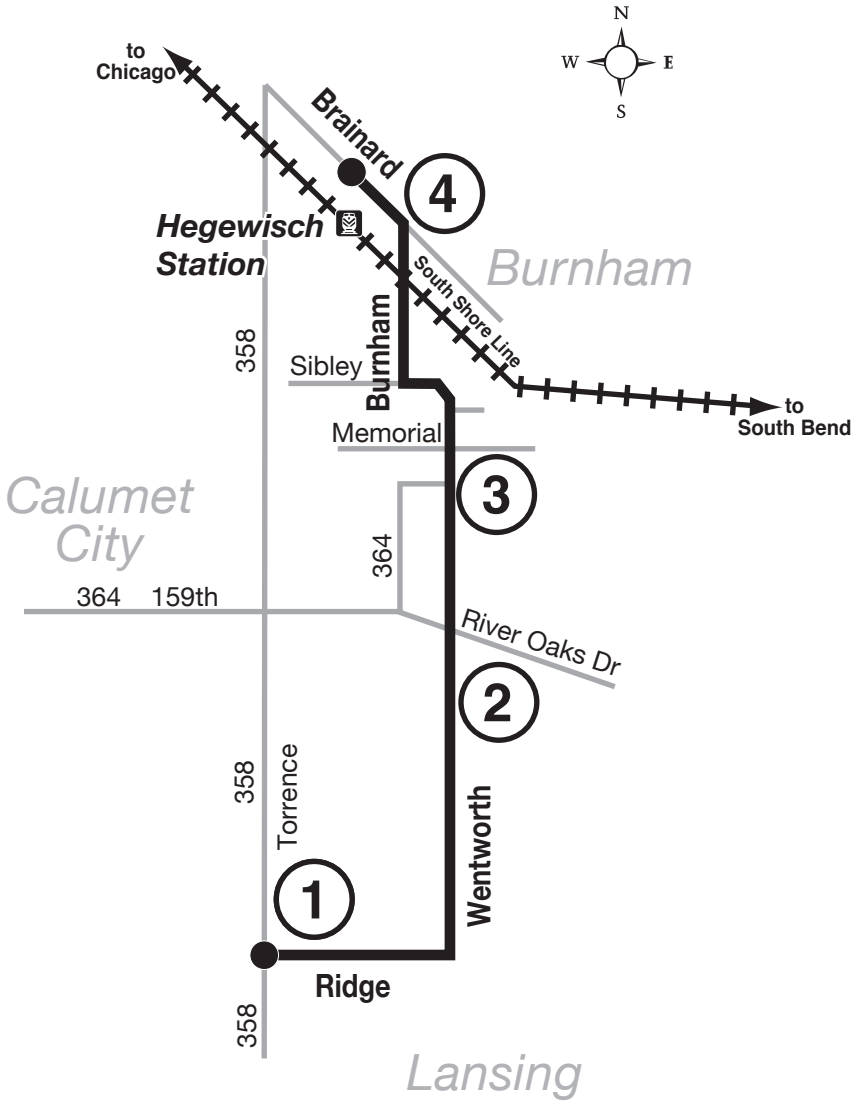 N
W E
S
to
Chicago
Brainard
4
Hegewisch
Station
Burnham
South Shore Line
Burnham
358
Sibley
to
South Bend
Memorial
3
Calumet
City
364
364 159th
River Oaks Dr
2
358
Torrence
Wentworth
1
Ridge
358
Lansing